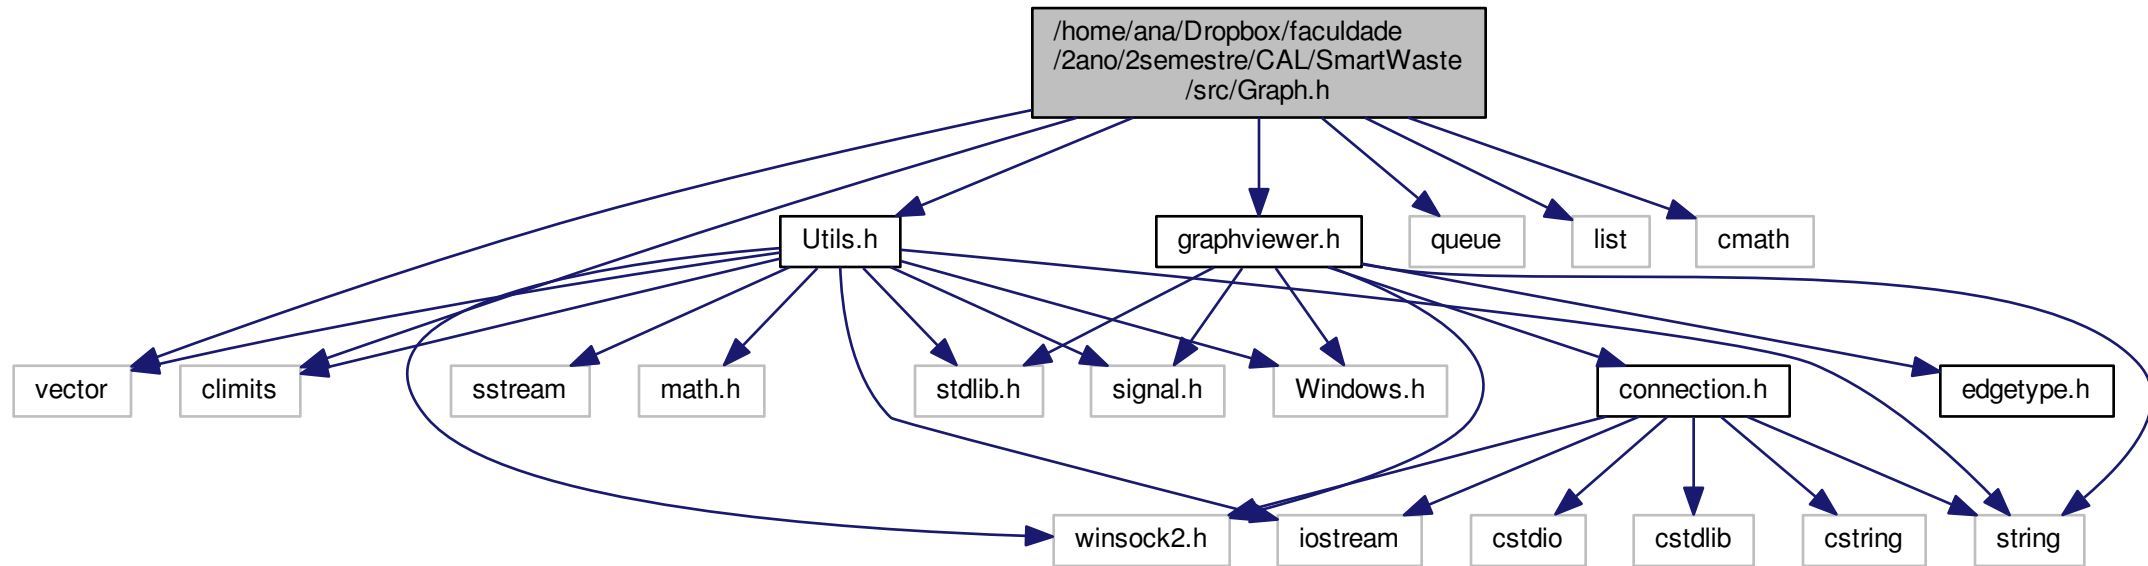 /home/ana/Dropbox/faculdade
/2ano/2semestre/CAL/SmartWaste
/src/Graph.h
Utils.h
graphviewer.h
queue
list
cmath
vector
climits
sstream
math.h
stdlib.h
signal.h
Windows.h
connection.h
edgetype.h
winsock2.h
iostream
cstdio
cstdlib
cstring
string